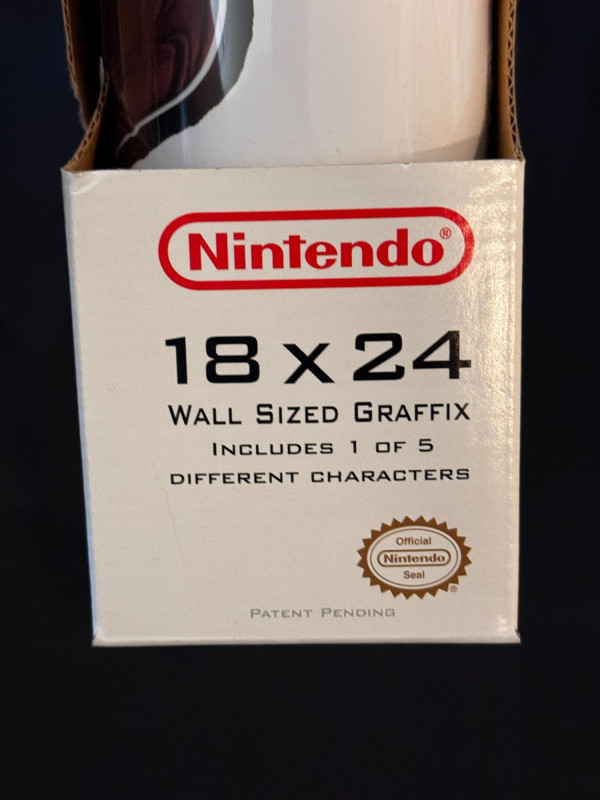 Nintendo®
18 x 24
WALL SIZED GRAFFIX
INCLUDES 1 OF 5
DIFFERENT CHARACTERS
Official
Nintendo
Seal
®
PATENT PENDING